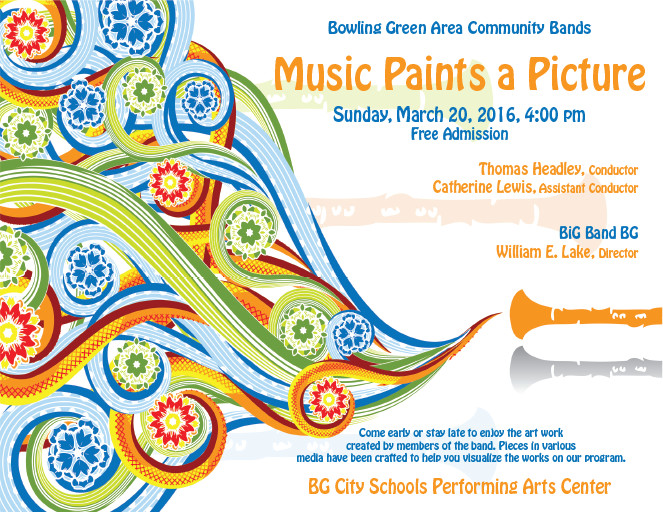 Bowling Green Area Community Bands
Music Paints a Picture
Sunday, March 20, 2016, 4:00 pm
Free Admission
Thomas Headley, Conductor
Catherine Lewis, Assistant Conductor
BiG Band BG
William E. Lake, Director
Come early or stay late to enjoy the art work
created by members of the band. Pieces in various
media have been crafted to help you visualize the works on our program.
BG City Schools Performing Arts Center